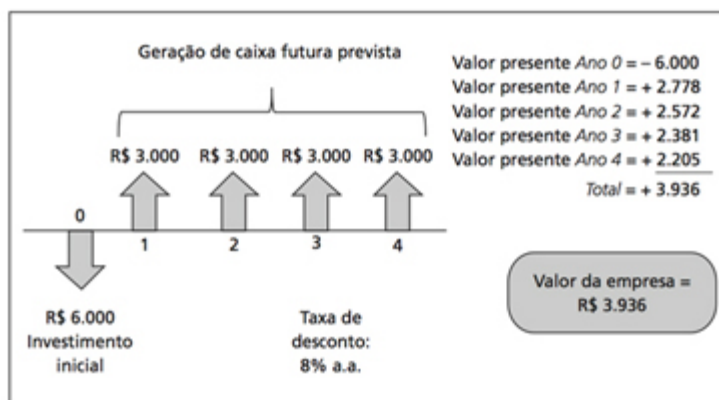 Geração de caixa futura prevista
R$ 3.000 R$ 3.000 R$ 3.000 R$ 3.000
0
1 2 3 4
R$ 6.000
Investimento
inicial
Taxa de
desconto:
8% a.a.
Valor presente Ano 0 = – 6.000
Valor presente Ano 1 = + 2.778
Valor presente Ano 2 = + 2.572
Valor presente Ano 3 = + 2.381
Valor presente Ano 4 = + 2.205
Total = + 3.936
Valor da empresa =
R$ 3.936